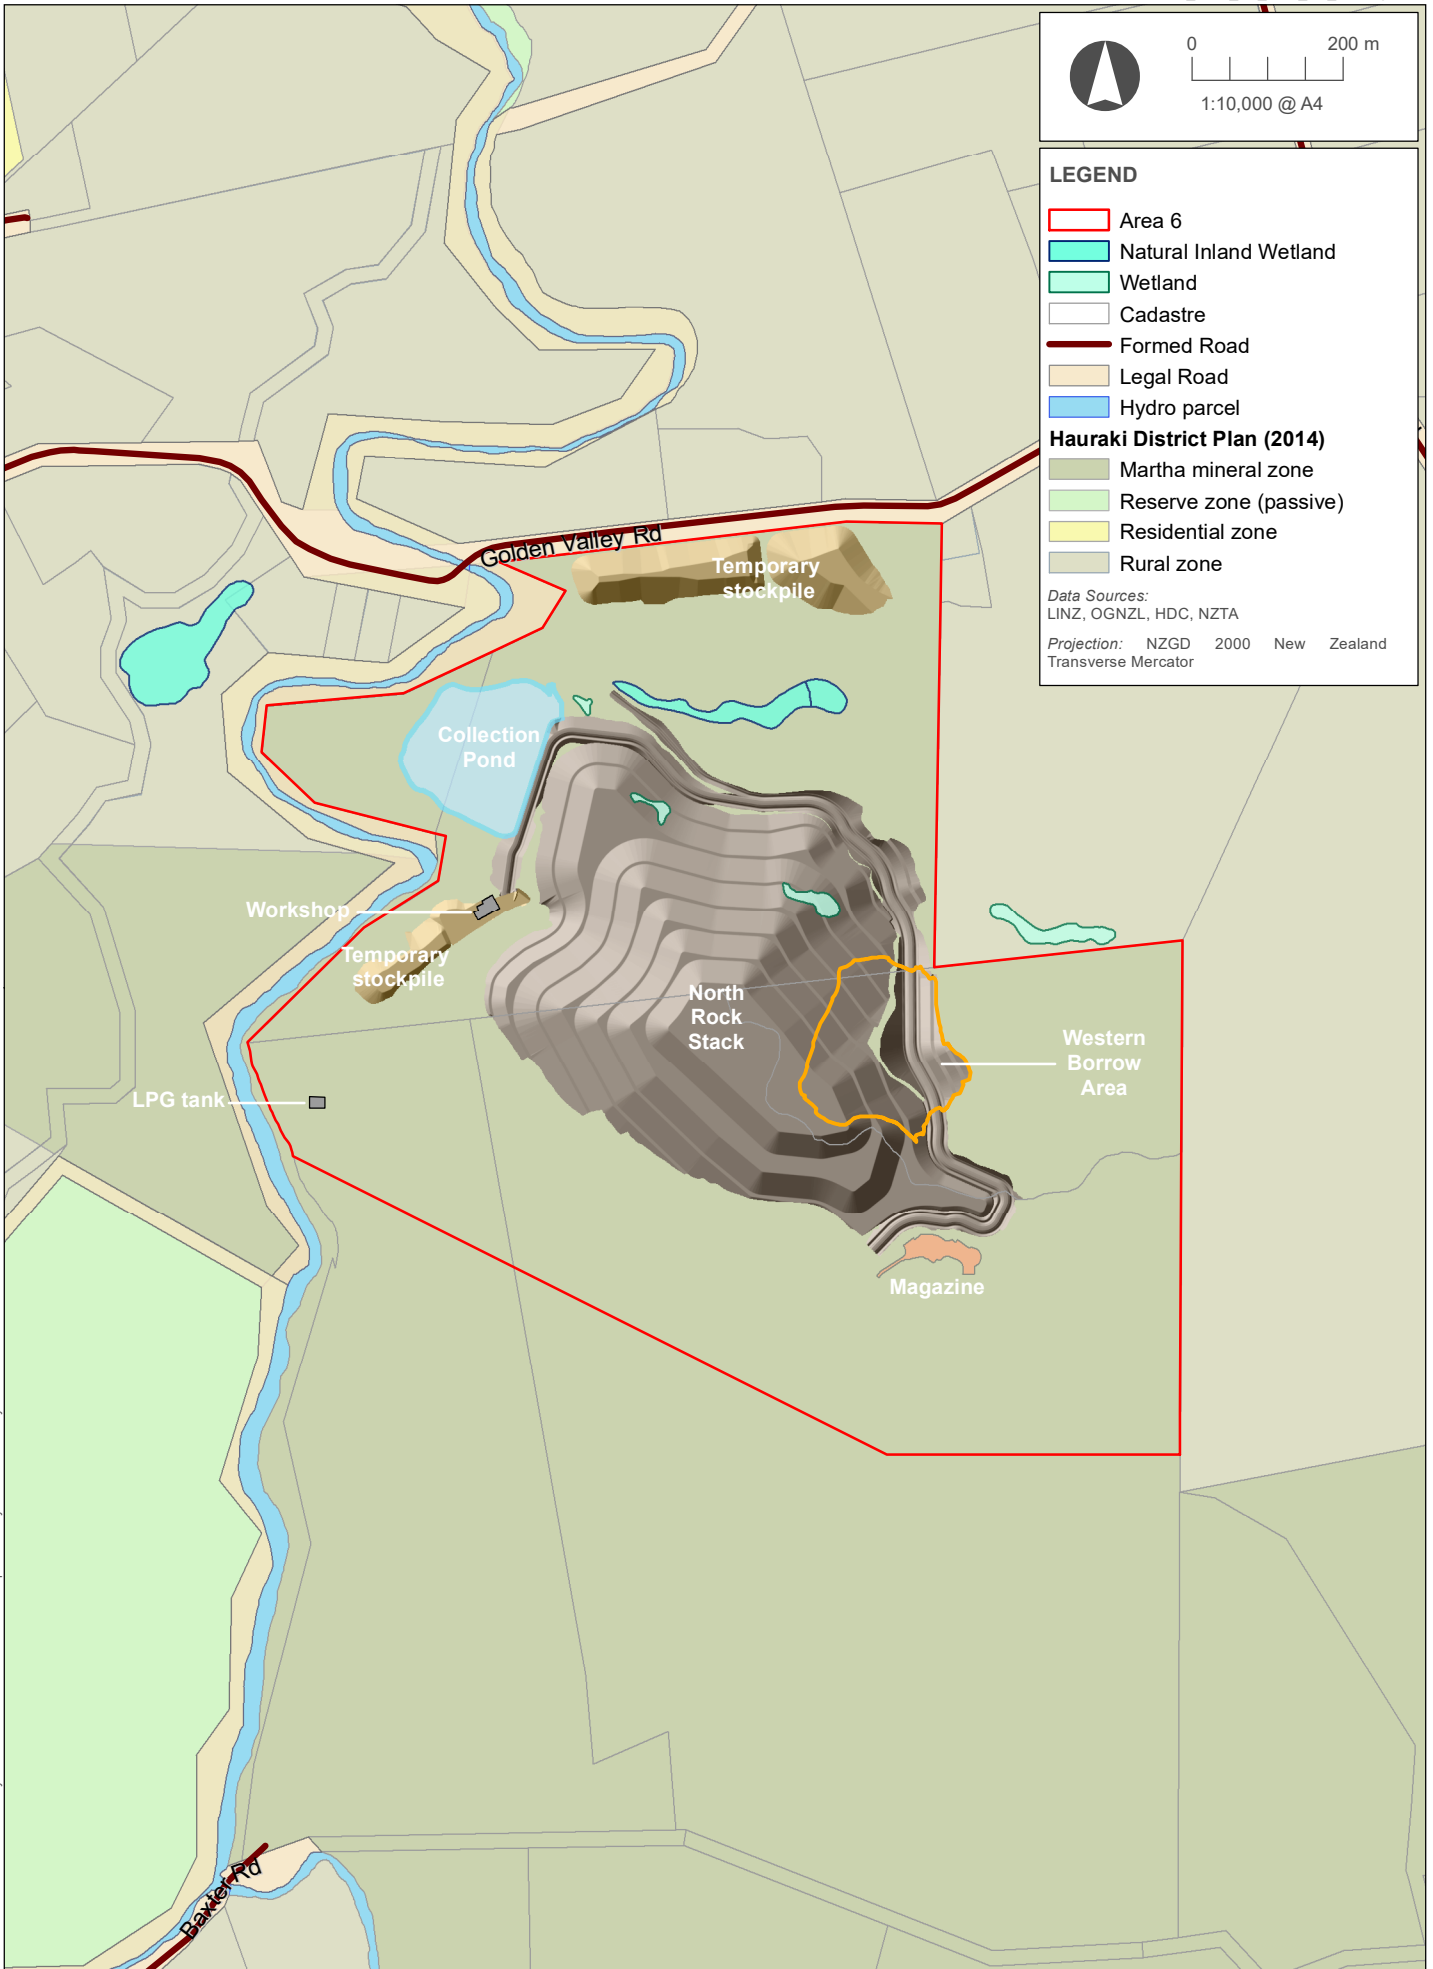 0 200 m
1:10,000 @ A4
LEGEND
Area 6
Natural Inland Wetland
Wetland
Cadastre
Formed Road
Legal Road
Hydro parcel
Hauraki District Plan (2014)
Martha mineral zone
Reserve zone (passive)
Residential zone
Rural zone
Data Sources:
LINZ, OGNZL, HDC, NZTA
Projection: NZGD 2000 New Zealand
Transverse Mercator
Golden Valley Rd
Temporary
stockpile
Collection
Pond
Workshop
Temporary
stockpile
North
Rock
Stack
Western
Borrow
Area
LPG tank
Magazine
Baxter Rd